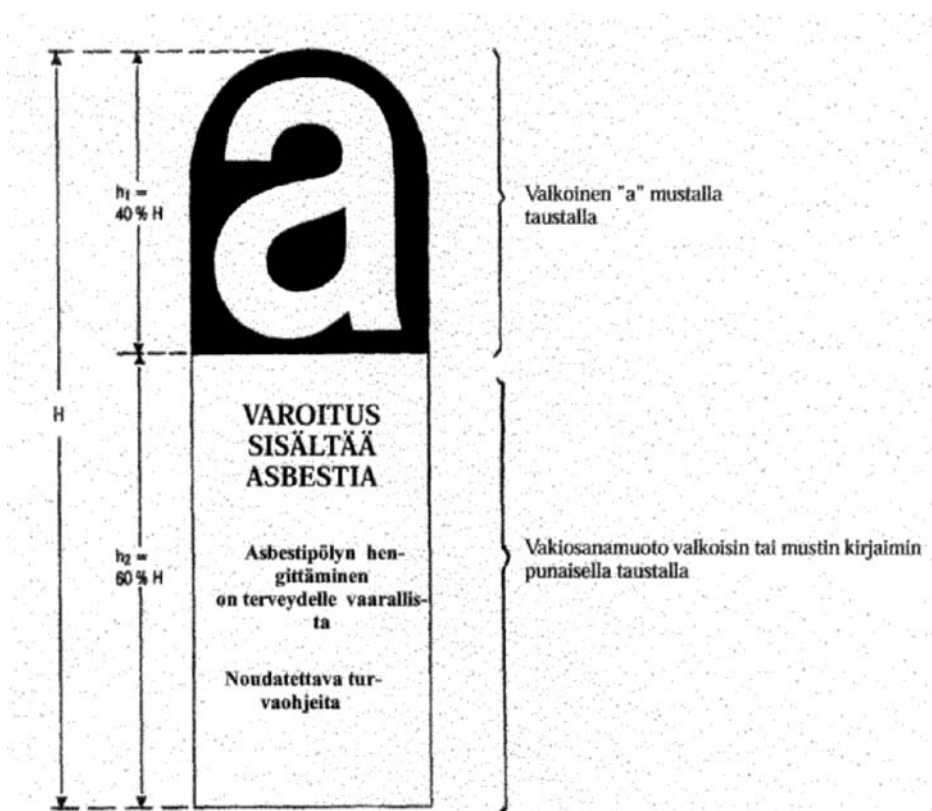 a
h₁ =
40 % H
Valkoinen "a" mustalla
taustalla
H
VAROITUS
SISÄLTÄÄ
ASBESTIA
h₂ =
60 % H
Asbestipölyn hen-
gittäminen
on terveydelle vaarallis-
ta
Vakiosanamuoto valkoisin tai mustin kirjaimin
punaisella taustalla
Noudatettava tur-
vaohjeita